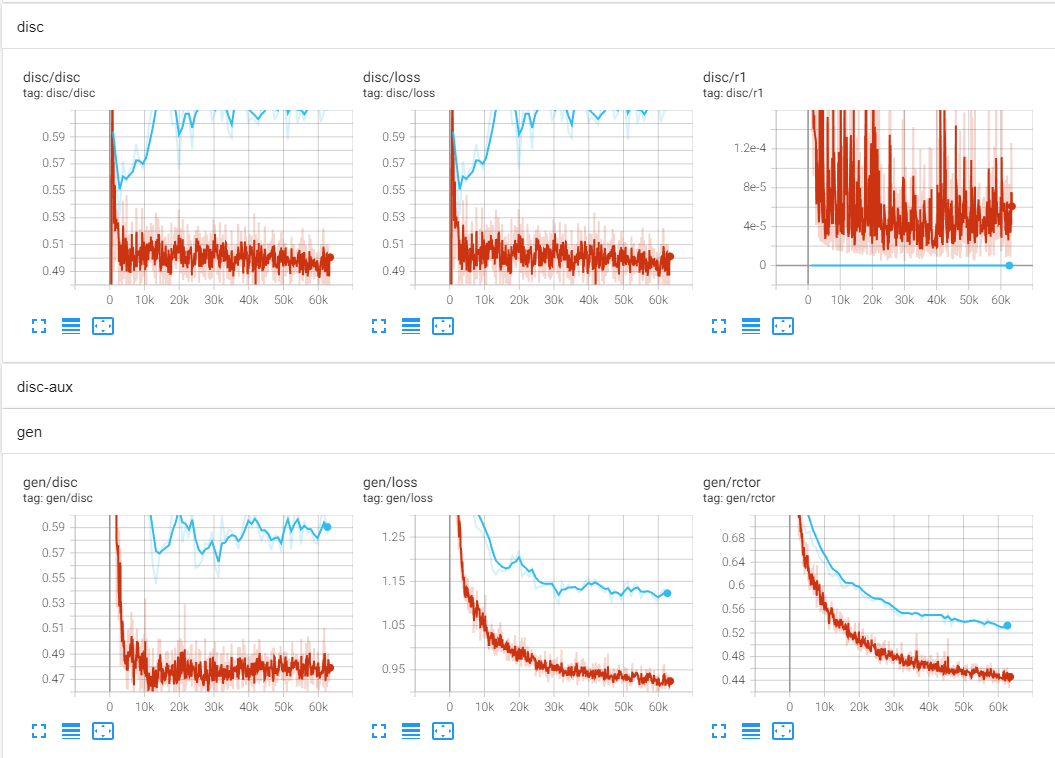 disc
disc/disc
tag: disc/disc
disc/loss
tag: disc/loss
disc/r1
tag: disc/r1
0.59
0.57
0.55
0.53
0.51
0.49
0 10k 20k 30k 40k 50k 60k
0.59
0.57
0.55
0.53
0.51
0.49
0 10k 20k 30k 40k 50k 60k
1.2e-4
8e-5
4e-5
0
0 10k 20k 30k 40k 50k 60k
disc-aux
gen
gen/disc
tag: gen/disc
gen/loss
tag: gen/loss
gen/rctor
tag: gen/rctor
0.59
0.57
0.55
0.53
0.51
0.49
0.47
0 10k 20k 30k 40k 50k 60k
1.25
1.15
1.05
0.95
0 10k 20k 30k 40k 50k 60k
0.68
0.64
0.6
0.56
0.52
0.48
0.44
0 10k 20k 30k 40k 50k 60k